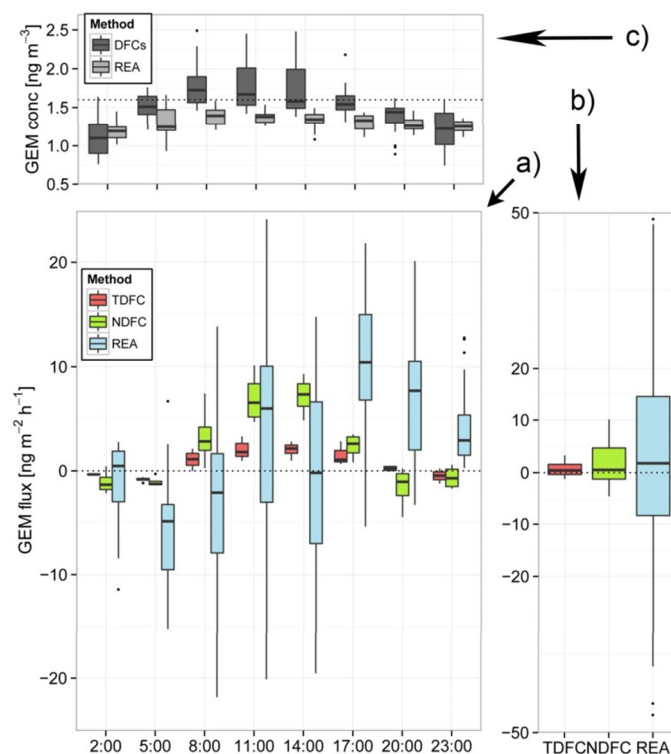 GEM conc [ng m⁻³]
2.5
2.0
1.5
1.0
0.5
Method
DFCs
REA
c)
b)
a)
GEM flux [ng m⁻² h⁻¹]
20
10
0
−10
−20
Method
TDFC
NDFC
REA
2:00 5:00 8:00 11:00 14:00 17:00 20:00 23:00
50
20
10
0
−10
−20
−50
TDFC NDFC REA